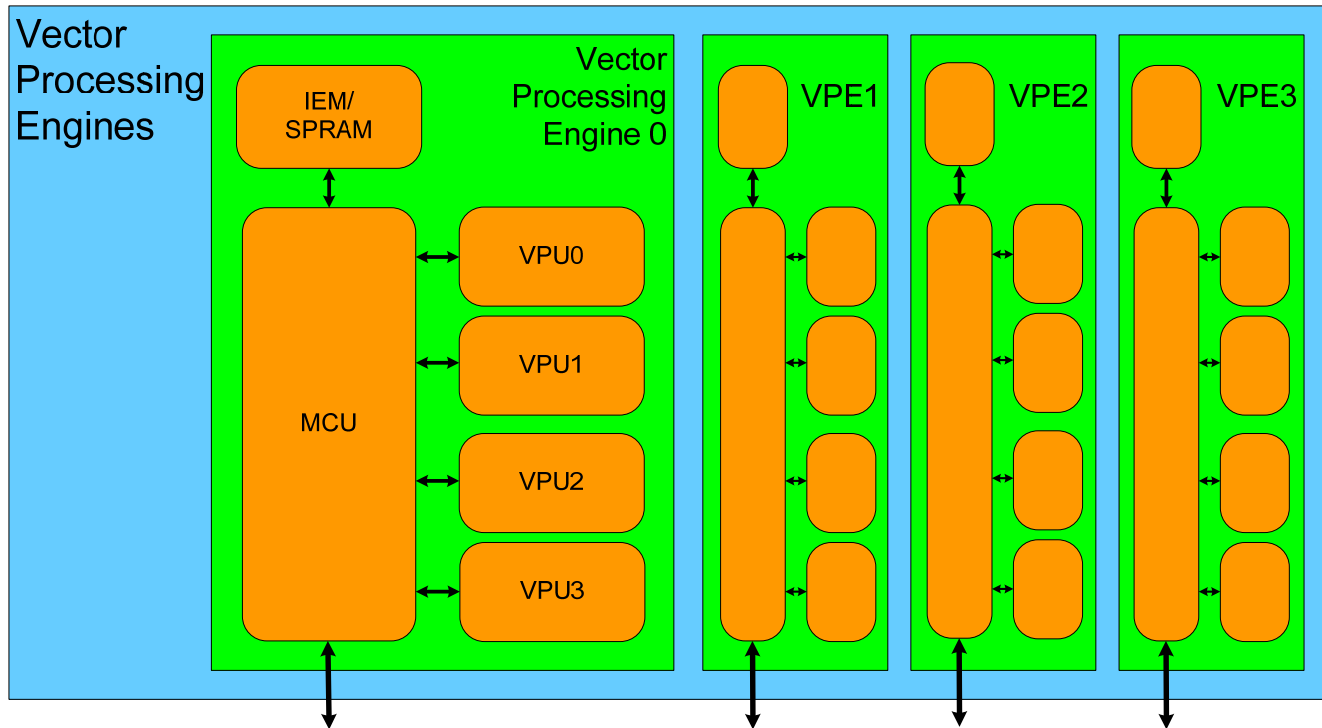 Vector
Processing
Engines
Vector
Processing
Engine 0
IEM/
SPRAM
MCU
VPU0
VPU1
VPU2
VPU3
VPE1
VPE2
VPE3